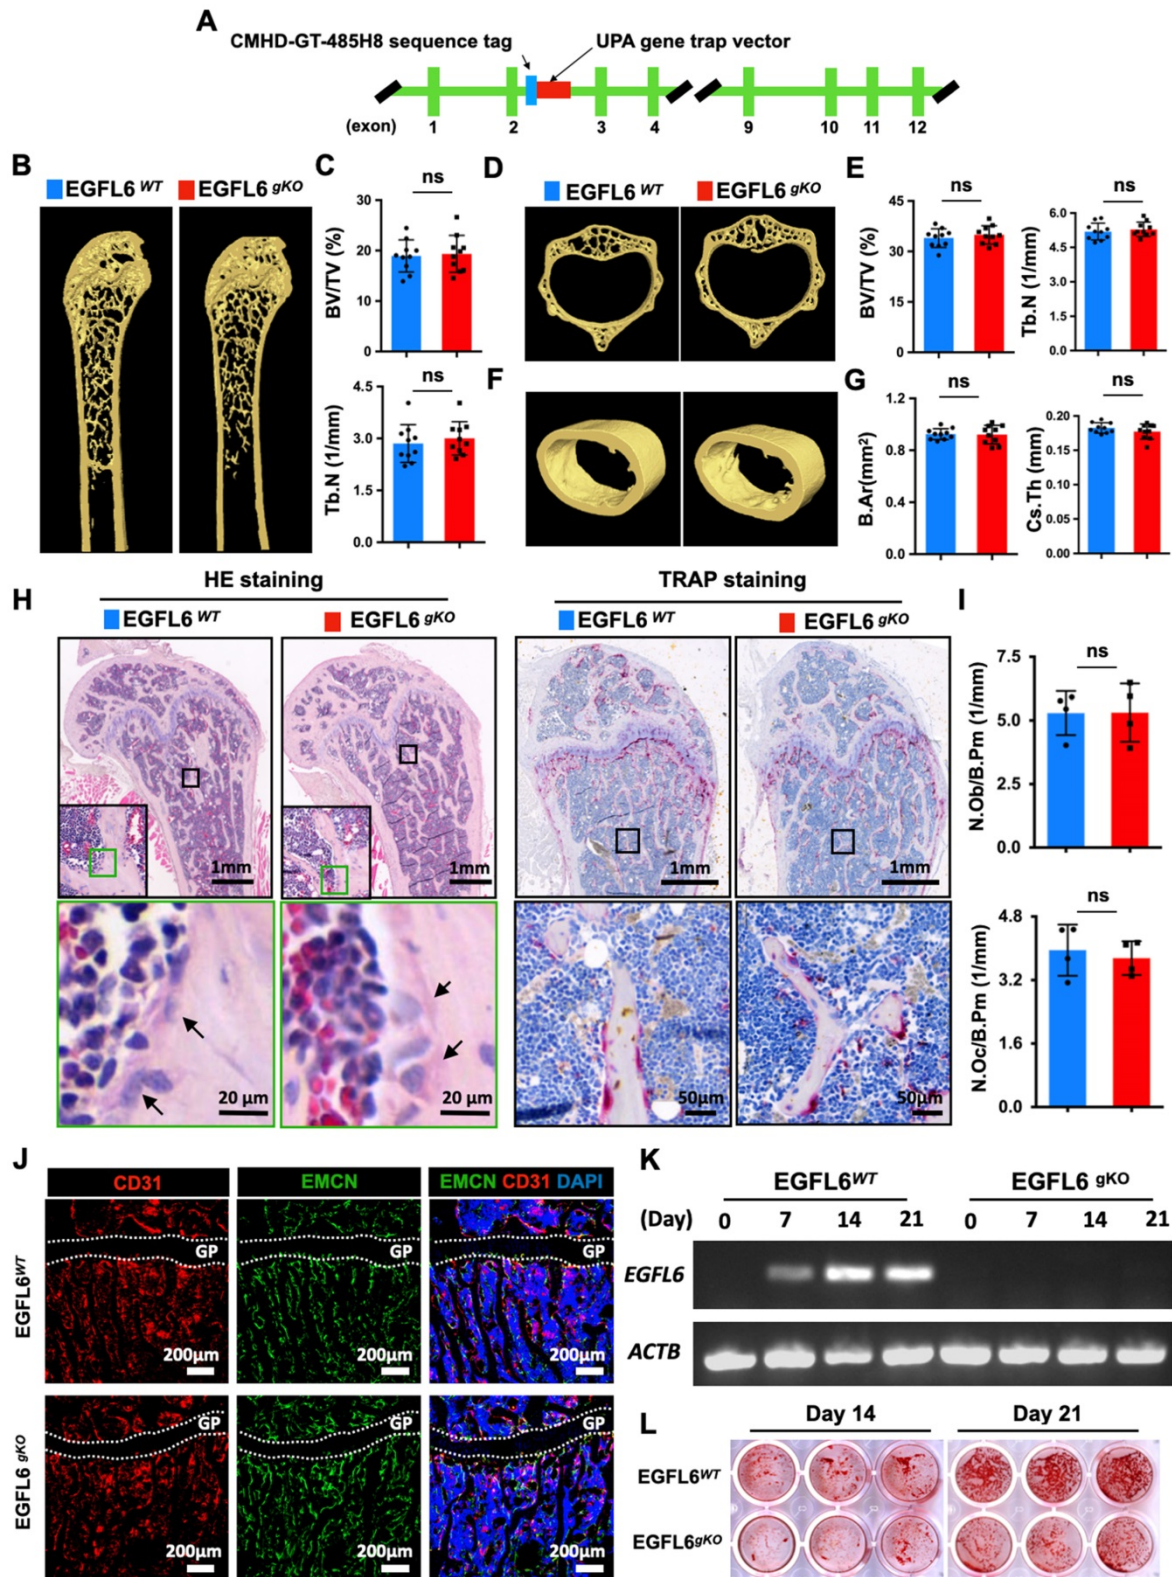 A
CMHD-GT-485H8 sequence tag
UPA gene trap vector
(exon) 1 2 3 4 9 10 11 12
B
EGFL6 WT
EGFL6 gKO
C
ns
BV/TV (%)
30
20
10
0
ns
Tb.N (1/mm)
4.5
3.0
1.5
0.0
D
EGFL6 WT
EGFL6 gKO
E
ns
BV/TV (%)
45
30
15
0
ns
Tb.N (1/mm)
6.0
4.5
3.0
1.5
0.0
F
G
ns
B.Ar(mm²)
1.2
0.8
0.4
0.0
ns
Cs.Th (mm)
0.20
0.15
0.10
0.05
0.00
H
HE staining
EGFL6 WT
EGFL6 gKO
1mm
1mm
20 μm
20 μm
TRAP staining
EGFL6 WT
EGFL6 gKO
1mm
1mm
50μm
50μm
I
ns
N.Ob/B.Pm (1/mm)
7.5
5.0
2.5
0.0
ns
N.Oc/B.Pm (1/mm)
4.8
3.2
1.6
0.0
J
CD31
EMCN
EMCN CD31 DAPI
EGFL6WT
GP
200μm
200μm
200μm
EGFL6 gKO
GP
200μm
200μm
200μm
K
EGFL6WT
EGFL6 gKO
(Day) 0 7 14 21 0 7 14 21
EGFL6
ACTB
L
Day 14
Day 21
EGFL6WT
EGFL6gKO